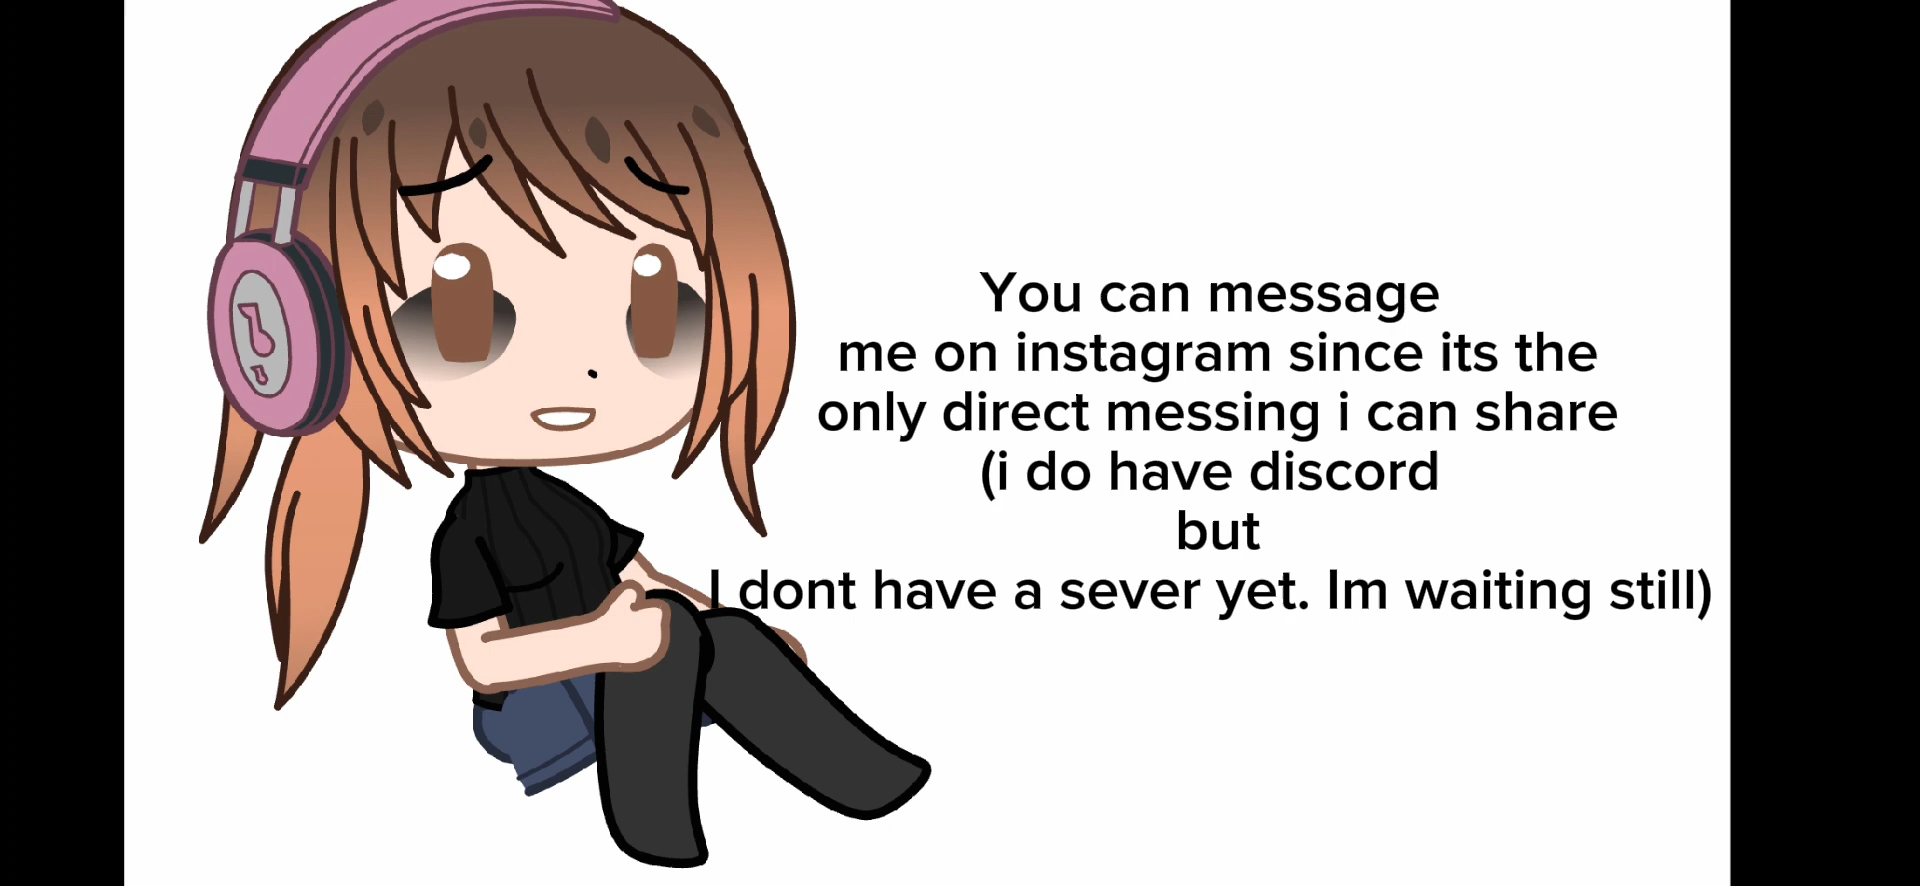 You can message
me on instagram since its the
only direct messing i can share
(i do have discord
but
I dont have a sever yet. Im waiting still)